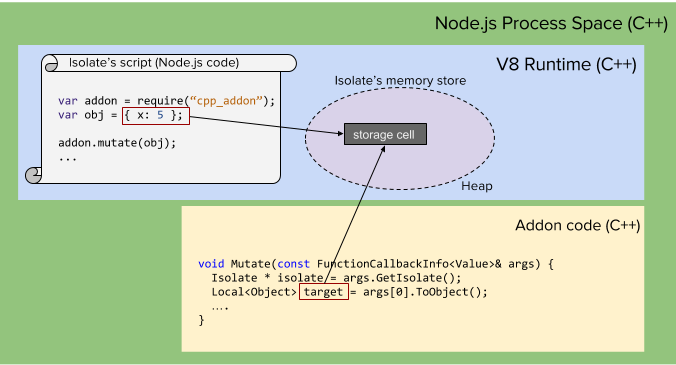 Node.js Process Space (C++)
V8 Runtime (C++)
Isolate’s script (Node.js code)
var addon = require(“cpp_addon”);
var obj = { x: 5 };
addon.mutate(obj);
...
Isolate’s memory store
storage cell
Heap
Addon code (C++)
void Mutate(const FunctionCallbackInfo<Value>& args) {
Isolate * isolate = args.GetIsolate();
Local<Object> target = args[0].ToObject();
….
}